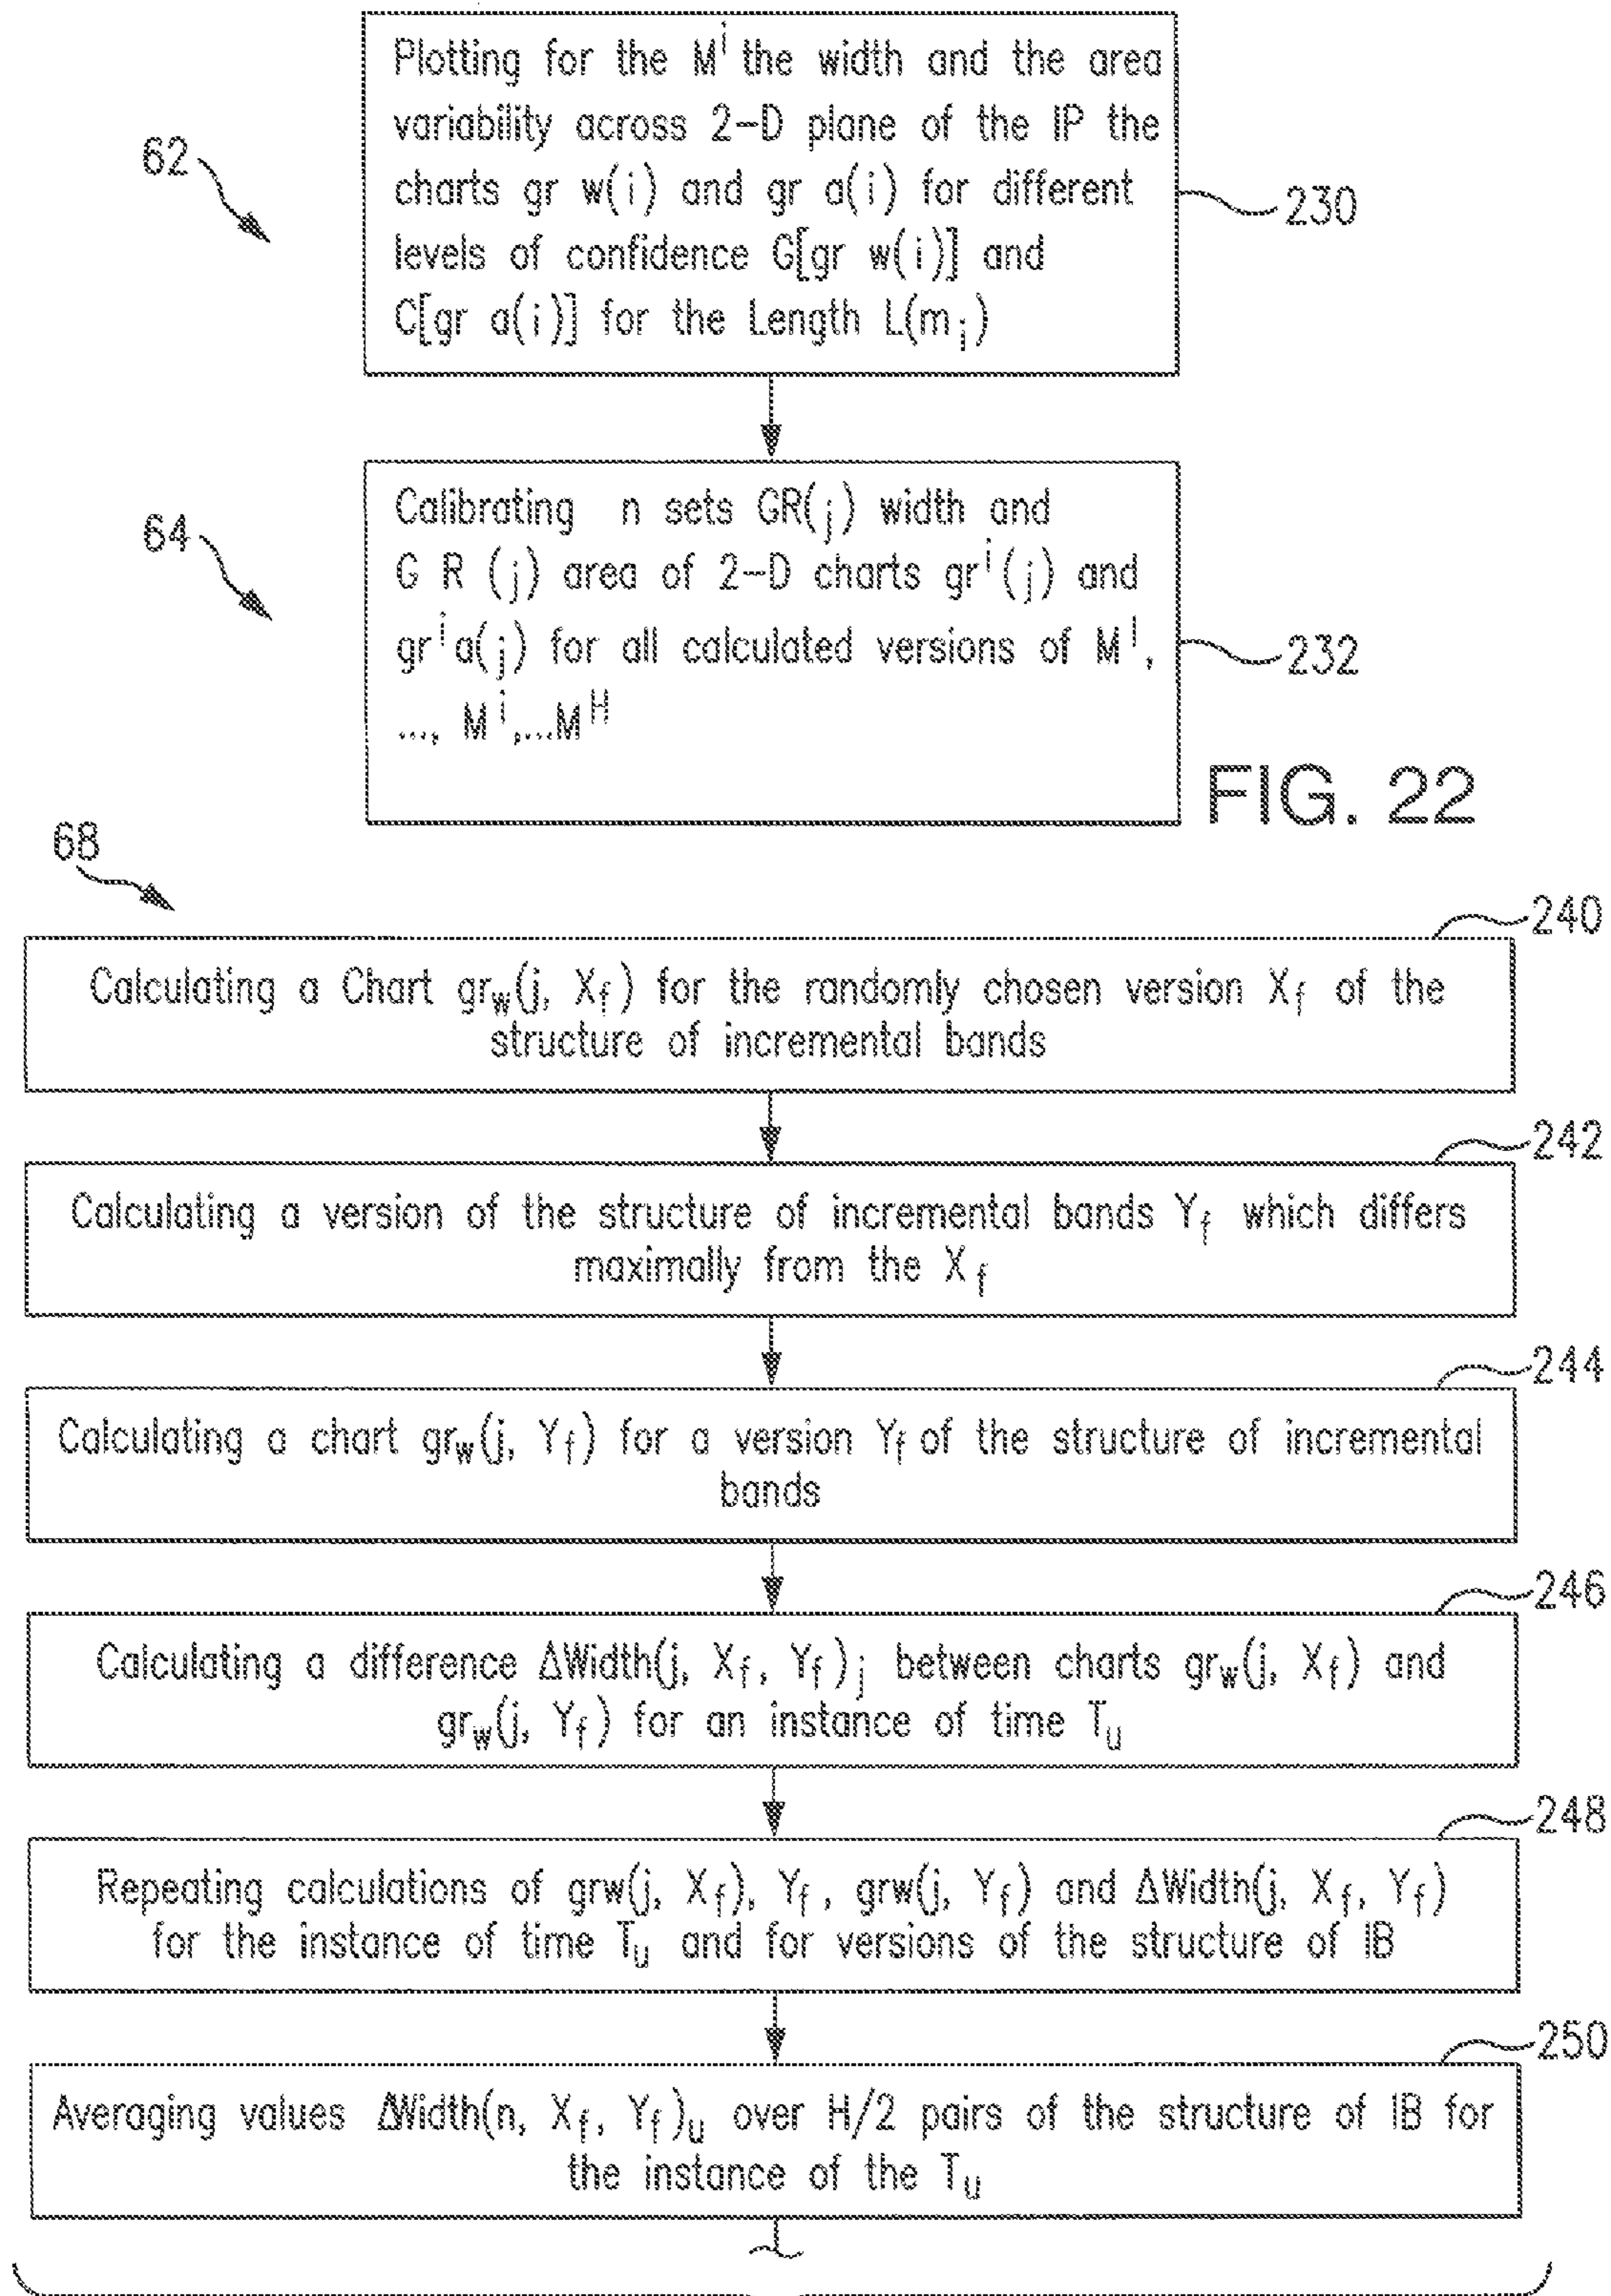 62
Plotting for the Mⁱ the width and the area
variability across 2-D plane of the IP the
charts gr w(i) and gr a(i) for different
levels of confidence G[gr w(i)] and
C[gr a(i)] for the Length L(mᵢ)
230
64
Calibrating n sets GR(j) width and
G R (j) area of 2-D charts grⁱ(j) and
grⁱa(j) for all calculated versions of Mᴵ,
..., Mⁱ,...Mᴴ
232
FIG. 22
68
240
Calculating a Chart gr_w(j, X_f) for the randomly chosen version X_f of the
structure of incremental bands
242
Calculating a version of the structure of incremental bands Y_f which differs
maximally from the X_f
244
Calculating a chart gr_w(j, Y_f) for a version Y_f of the structure of incremental
bands
246
Calculating a difference ΔWidth(j, X_f, Y_f)_j between charts gr_w(j, X_f) and
gr_w(j, Y_f) for an instance of time T_u
248
Repeating calculations of grw(j, X_f), Y_f, grw(j, Y_f) and ΔWidth(j, X_f, Y_f)
for the instance of time T_u and for versions of the structure of IB
250
Averaging values ΔWidth(n, X_f, Y_f)_u over H/2 pairs of the structure of IB for
the instance of the T_u